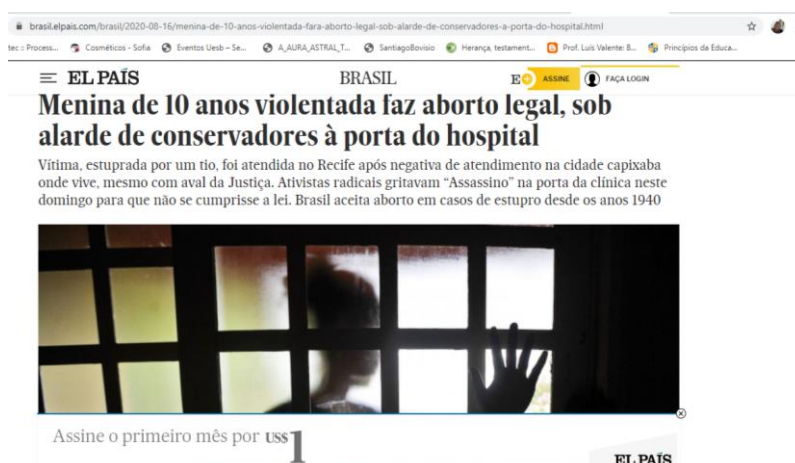 brasil.elpais.com/brasil/2020-08-16/menina-de-10-anos-violentada-fara-aborto-legal-sob-alarde-de-conservadores-a-porta-do-hospital.html
tec :: Process... Cosméticos - Sofia Eventos Uesb – Se... A_AURA_ASTRAL_T... SantiagoBovisio Herança, testament... Prof. Luis Valente: B... Princípios da Educa...
EL PAÍS BRASIL E+ ASSINE FAÇA LOGIN
Menina de 10 anos violentada faz aborto legal, sob
alarde de conservadores à porta do hospital
Vítima, estuprada por um tio, foi atendida no Recife após negativa de atendimento na cidade capixaba
onde vive, mesmo com aval da Justiça. Ativistas radicais gritavam “Assassino” na porta da clínica neste
domingo para que não se cumprisse a lei. Brasil aceita aborto em casos de estupro desde os anos 1940
Assine o primeiro mês por US$ 1
EL PAÍS